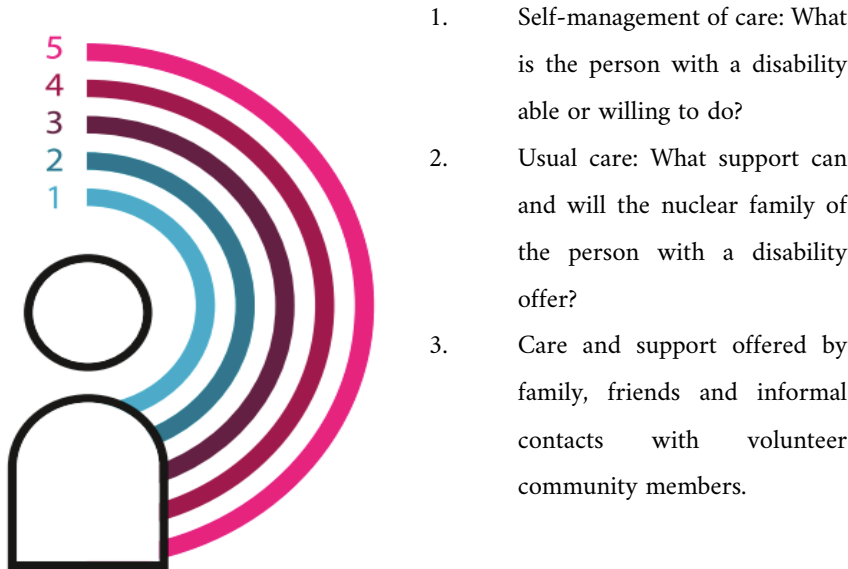 5
4
3
2
1
1. Self-management of care: What
is the person with a disability
able or willing to do?
2. Usual care: What support can
and will the nuclear family of
the person with a disability
offer?
3. Care and support offered by
family, friends and informal
contacts with volunteer
community members.